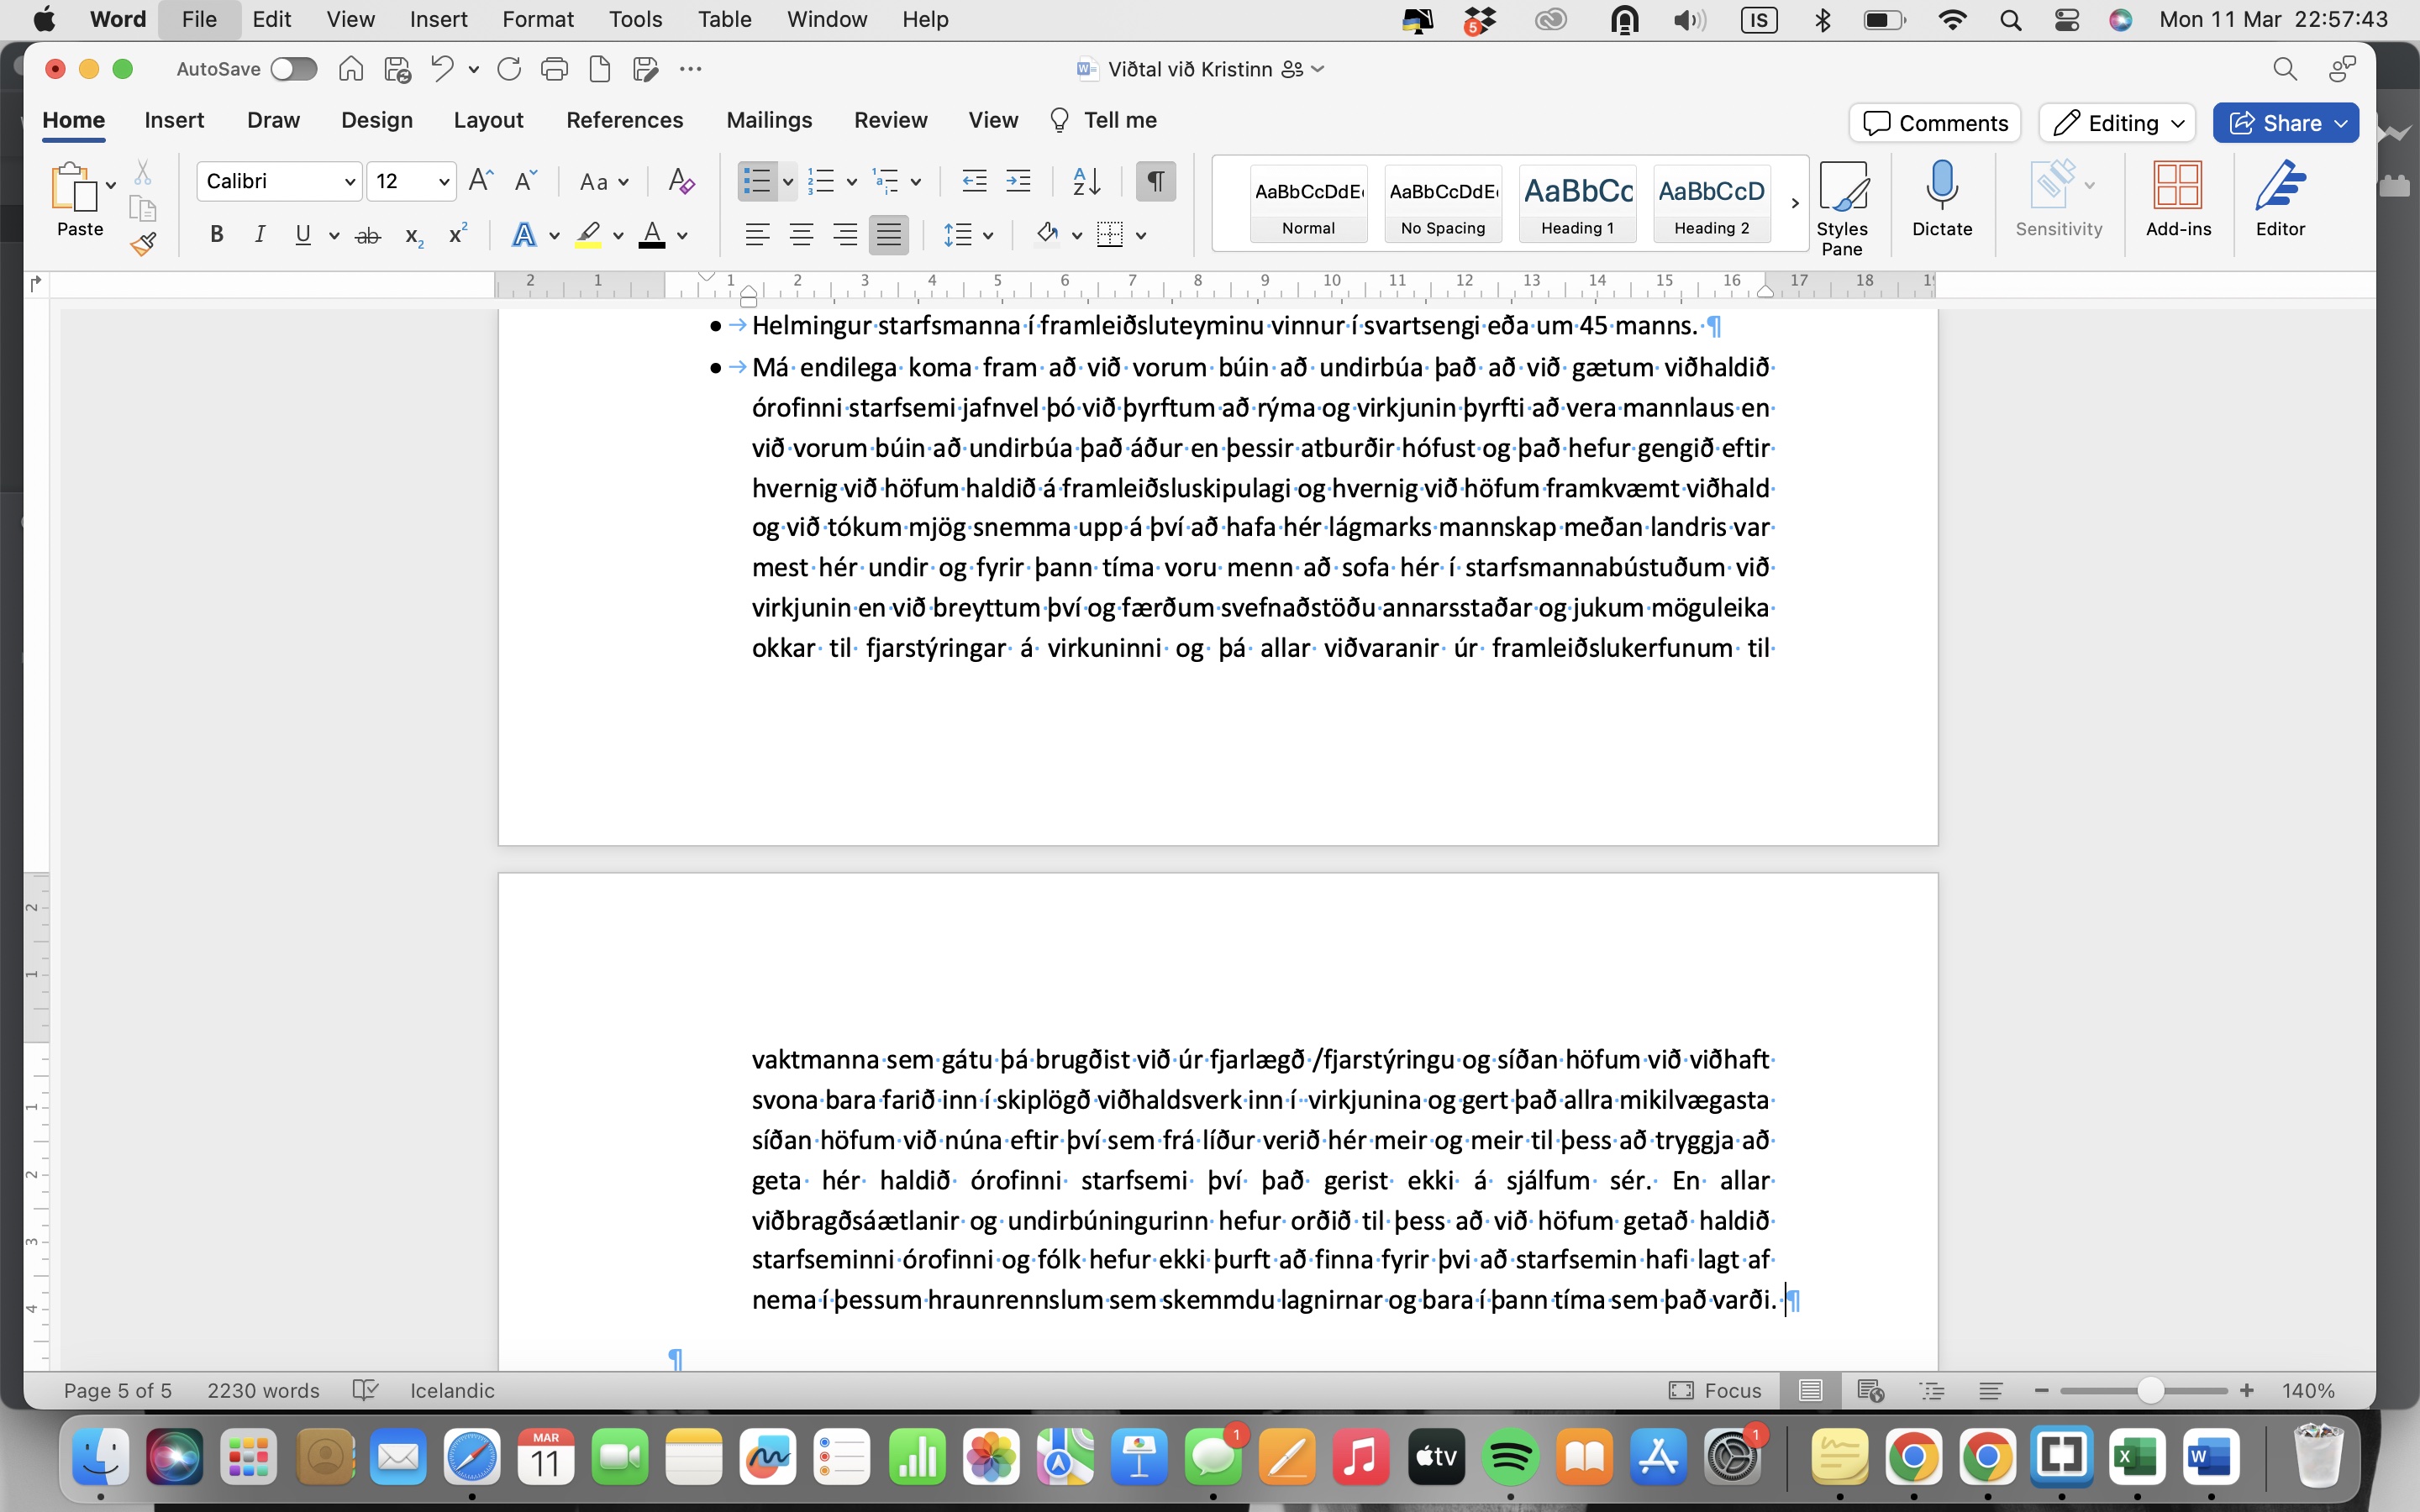 Word File Edit View Insert Format Tools Table Window Help 5 IS Mon 11 Mar 22:57:43
AutoSave Viðtal við Kristinn
Home Insert Draw Design Layout References Mailings Review View Tell me Comments Editing Share
Paste Calibri 12 Aa AaBbCcDdE AaBbCcDdE AaBbCc AaBbCcD
Normal No Spacing Heading 1 Heading 2 Styles Pane Dictate Sensitivity Add-ins Editor
2 1 1 2 3 4 5 6 7 8 9 10 11 12 13 14 15 16 17 18
Helmingur starfsmanna í framleiðsluteyminu vinnur í svartsengi eða um 45 manns. ¶
Má endilega koma fram að við vorum búin að undirbúa það að við gætum viðhaldið
órofinni starfsemi jafnvel þó við þyrftum að rýma og virkjunin þyrfti að vera mannlaus en
við vorum búin að undirbúa það áður en þessir atburðir hófust og það hefur gengið eftir
hvernig við höfum haldið á framleiðsluskipulagi og hvernig við höfum framkvæmt viðhald
og við tókum mjög snemma upp á því að hafa hér lágmarks mannskap meðan landris var
mest hér undir og fyrir þann tíma voru menn að sofa hér í starfsmannabústuðum við
virkjunin en við breyttum því og færðum svefnaðstöðu annarsstaðar og jukum möguleika
okkar til fjarstýringar á virkuninni og þá allar viðvaranir úr framleiðslukerfunum til
vaktmanna sem gátu þá brugðist við úr fjarlægð /fjarstýringu og síðan höfum við viðhaft
svona bara farið inn í skiplögð viðhaldsverk inn í virkjunina og gert það allra mikilvægasta
síðan höfum við núna eftir því sem frá líður verið hér meir og meir til þess að tryggja að
geta hér haldið órofinni starfsemi því það gerist ekki á sjálfum sér. En allar
viðbragðsáætlanir og undirbúningurinn hefur orðið til þess að við höfum getað haldið
starfseminni órofinni og fólk hefur ekki þurft að finna fyrir þvi að starfsemin hafi lagt af
nema í þessum hraunrennslum sem skemmdu lagnirnar og bara í þann tíma sem það varði. ¶
¶
Page 5 of 5 2230 words Icelandic Focus 140%
MAR 11 1 tv 1